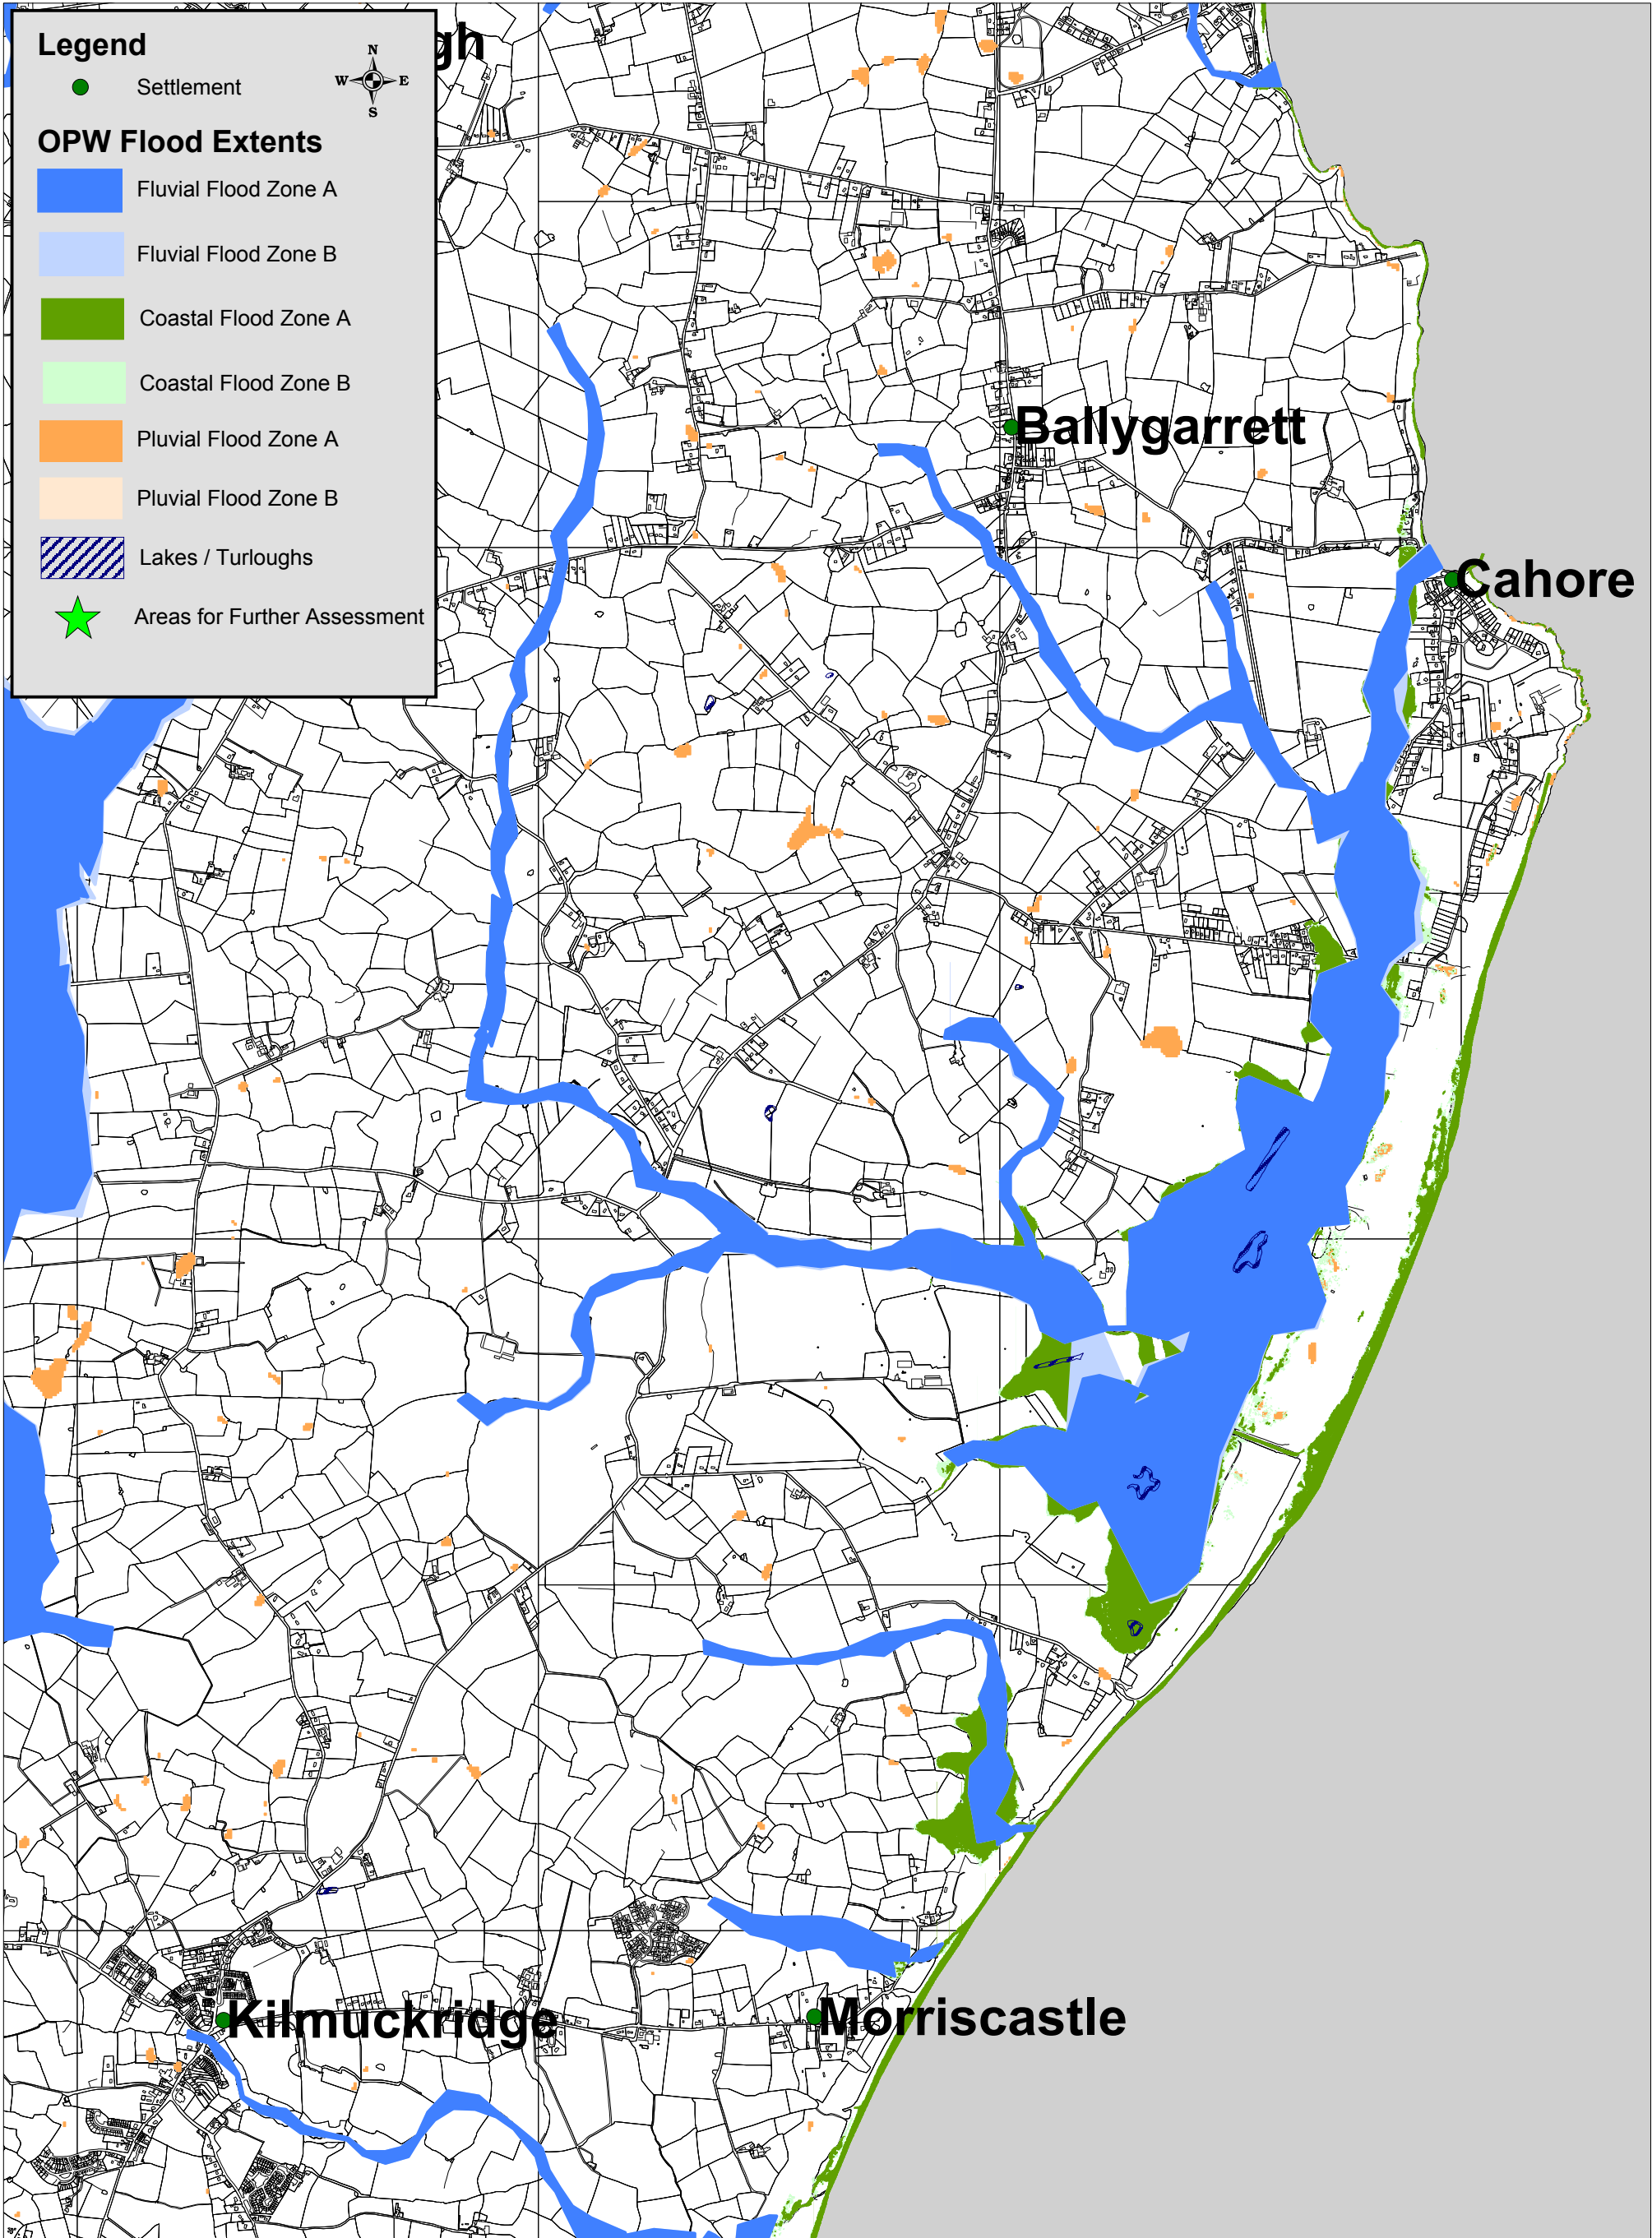 Legend
N
W E
S
Settlement
OPW Flood Extents
Fluvial Flood Zone A
Fluvial Flood Zone B
Coastal Flood Zone A
Coastal Flood Zone B
Pluvial Flood Zone A
Pluvial Flood Zone B
Lakes / Turloughs
Areas for Further Assessment
gh
Ballygarrett
Cahore
Kilmuckridge
Morriscastle